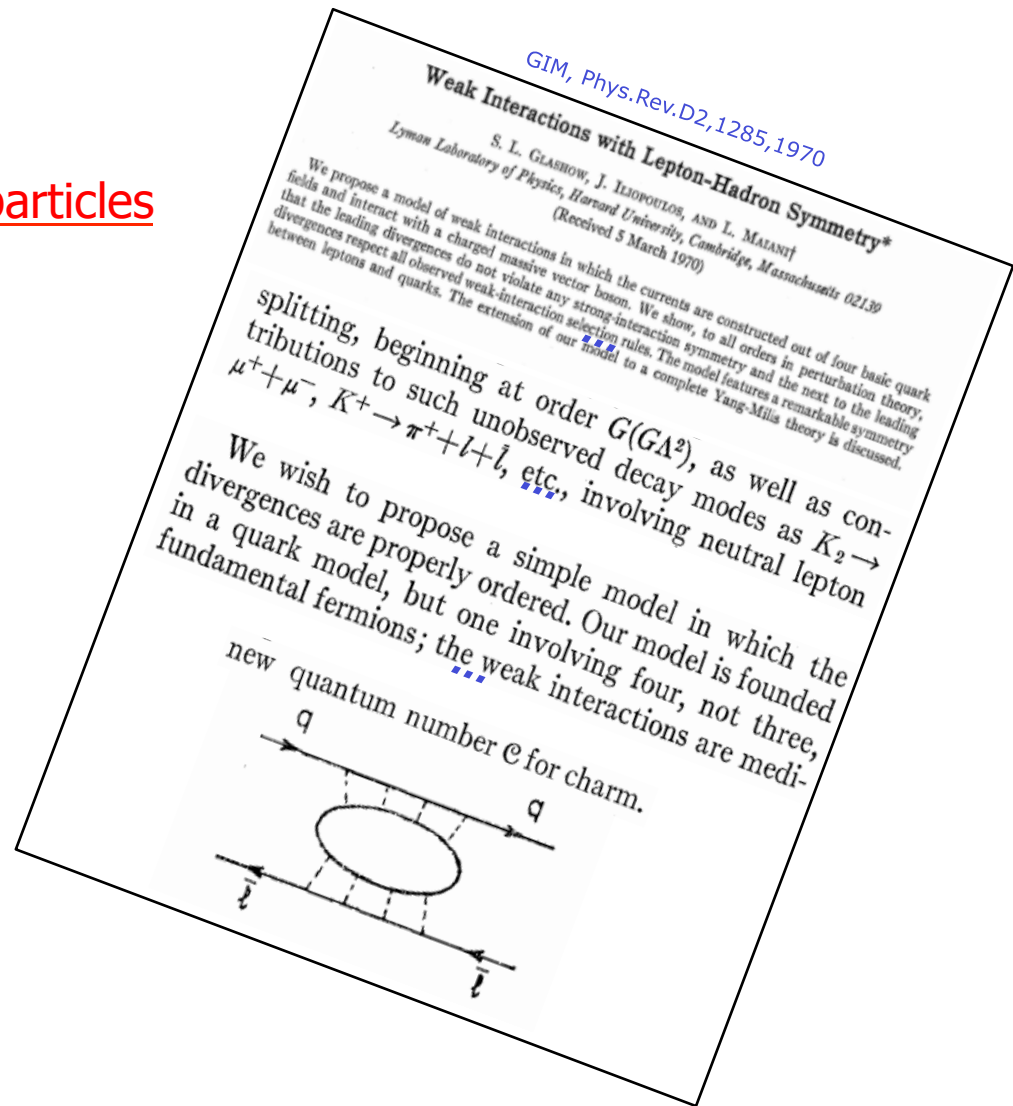 particles
GIM, Phys.Rev.D2,1285,1970
Weak Interactions with Lepton-Hadron Symmetry*
S. L. GLASHOW, J. ILIOPOULOS, AND L. MAIANI†
Lyman Laboratory of Physics, Harvard University, Cambridge, Massachusetts 02139
(Received 5 March 1970)
We propose a model of weak interactions in which the currents are constructed out of four basic quark
fields and interact with a charged massive vector boson. We show, to all orders in perturbation theory,
that the leading divergences do not violate any strong-interaction symmetry and the next to the leading
divergences respect all observed weak-interaction selection rules. The model features a remarkable symmetry
between leptons and quarks. The extension of our model to a complete Yang-Milis theory is discussed.
splitting, beginning at order G(GΛ²), as well as con-
tributions to such unobserved decay modes as K₂→
μ⁺+μ⁻, K⁺→π⁺+l+l̄, etc., involving neutral lepton
We wish to propose a simple model in which the
divergences are properly ordered. Our model is founded
in a quark model, but one involving four, not three,
fundamental fermions; the weak interactions are medi-
new quantum number C for charm.
q
q
ℓ̄
ℓ̄